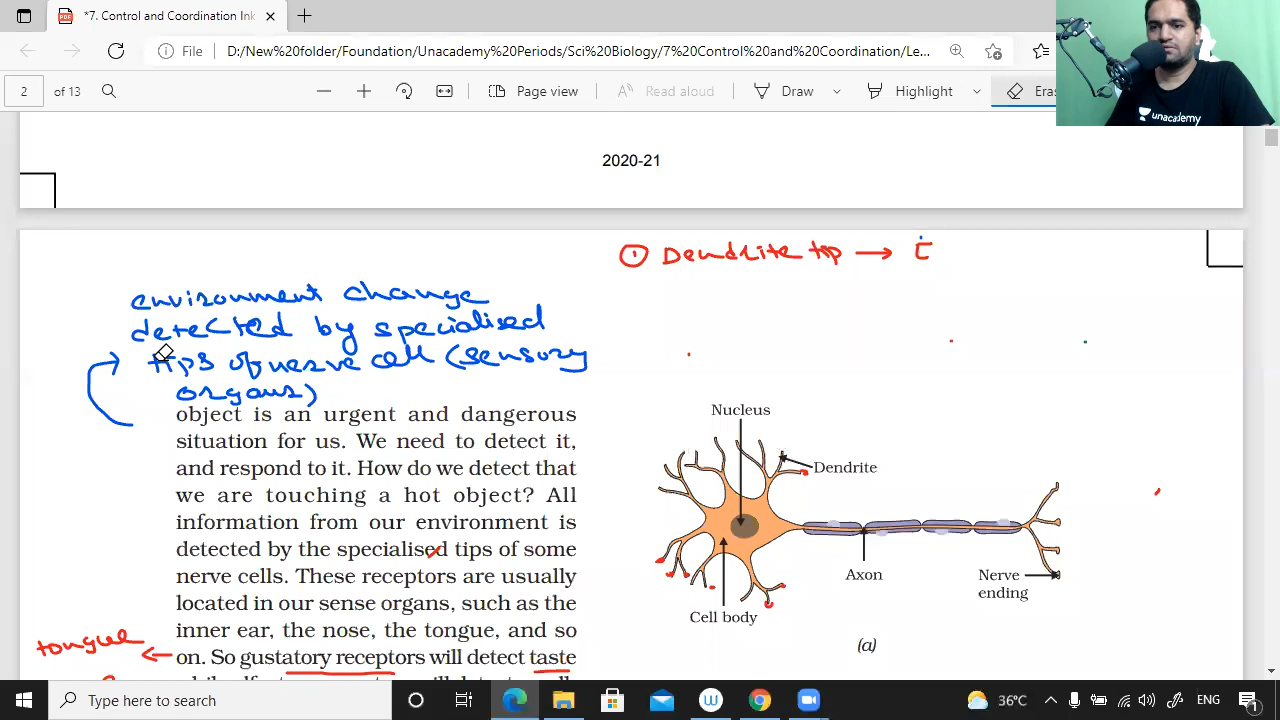 *7. Control and Coordination Ink
File
D:/New%20folder/Foundation/Unacademy%20Periods/Sci%20Biology/7%20Control%20and%20Coordination/Le...
2
of 13
Page view
Read aloud
Draw
Highlight
Eras
unacademy
2020-21
① Dendrite tip →
environment change
detected by specialised
tips of nerve cell (sensory
organs)
object is an urgent and dangerous
situation for us. We need to detect it,
and respond to it. How do we detect that
we are touching a hot object? All
information from our environment is
detected by the specialised tips of some
nerve cells. These receptors are usually
located in our sense organs, such as the
inner ear, the nose, the tongue, and so
on. So gustatory receptors will detect taste
tongue
Nucleus
Dendrite
Axon
Nerve
ending
Cell body
(a)
Type here to search
36°C
ENG
1